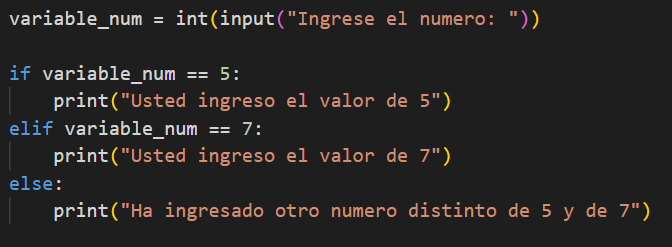 variable_num = int(input("Ingrese el numero: "))
if variable_num == 5:
    print("Usted ingreso el valor de 5")
elif variable_num == 7:
    print("Usted ingreso el valor de 7")
else:
    print("Ha ingresado otro numero distinto de 5 y de 7")